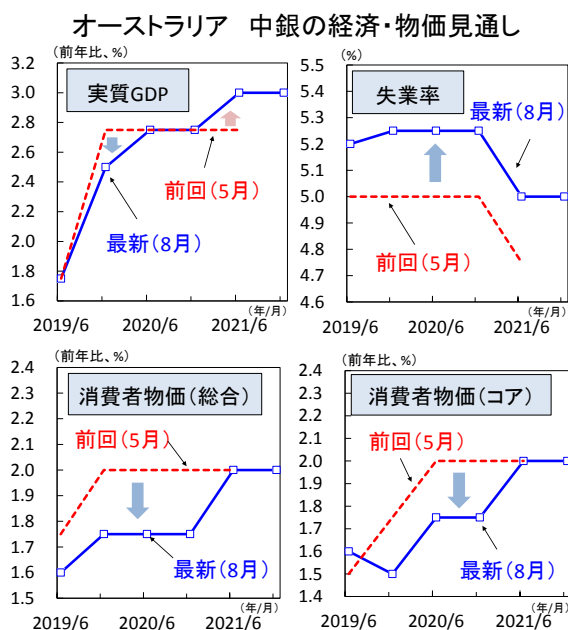 オーストラリア　中銀の経済・物価見通し
(前年比、%)
実質GDP
3.2
3.0
2.8
2.6
2.4
2.2
2.0
1.8
1.6
前回(5月)
最新(8月)
(年/月)
2019/6 2020/6 2021/6
(%)
失業率
5.5
5.4
5.3
5.2
5.1
5.0
4.9
4.8
4.7
4.6
最新(8月)
前回(5月)
(年/月)
2019/6 2020/6 2021/6
(前年比、%)
消費者物価(総合)
2.4
2.3
2.2
2.1
2.0
1.9
1.8
1.7
1.6
1.5
前回(5月)
最新(8月)
(年/月)
2019/6 2020/6 2021/6
(前年比、%)
消費者物価(コア)
2.4
2.3
2.2
2.1
2.0
1.9
1.8
1.7
1.6
1.5
1.4
前回(5月)
最新(8月)
(年/月)
2019/6 2020/6 2021/6